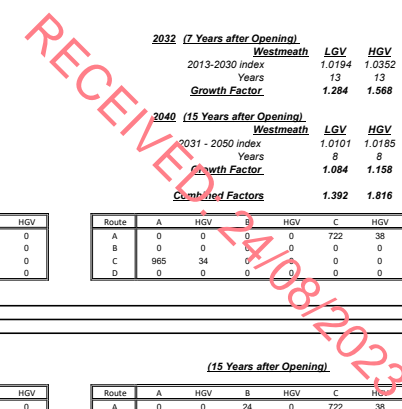 2032 (7 Years after Opening)
Westmeath LGV HGV
2013-2030 index 1.0194 1.0352
Years 13 13
Growth Factor 1.284 1.568
2040 (15 Years after Opening)
Westmeath LGV HGV
2031 - 2050 index 1.0101 1.0185
Years 8 8
Growth Factor 1.084 1.158
Combined Factors 1.392 1.816
HGV Route A HGV B HGV C HGV
0 A 0 0 0 0 722 38
0 B 0 0 0 0 0 0
0 C 965 34 0 0 0 0
0 D 0 0 0 0 0 0
(15 Years after Opening)
HGV Route A HGV B HGV C HGV
0 A 0 0 24 0 722 38
RECEIVED: 24/08/2023